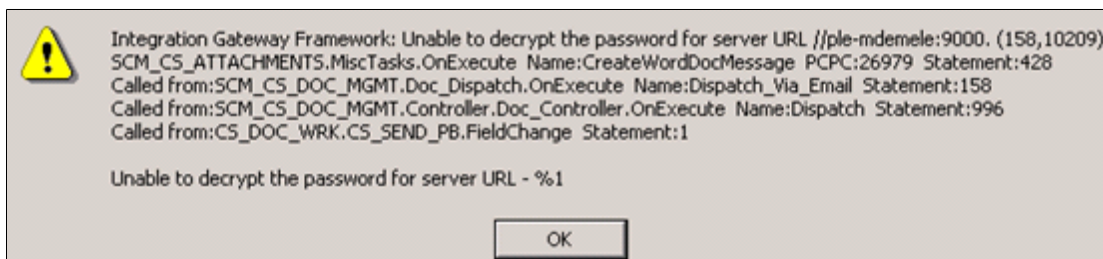 Integration Gateway Framework: Unable to decrypt the password for server URL //ple-mdemele:9000. (158,10209)
SCM_CS_ATTACHMENTS.MiscTasks.OnExecute Name:CreateWordDocMessage PCPC:26979 Statement:428
Called from:SCM_CS_DOC_MGMT.Doc_Dispatch.OnExecute Name:Dispatch_Via_Email Statement:158
Called from:SCM_CS_DOC_MGMT.Controller.Doc_Controller.OnExecute Name:Dispatch Statement:996
Called from:CS_DOC_WRK.CS_SEND_PB.FieldChange Statement:1
Unable to decrypt the password for server URL - %1
OK